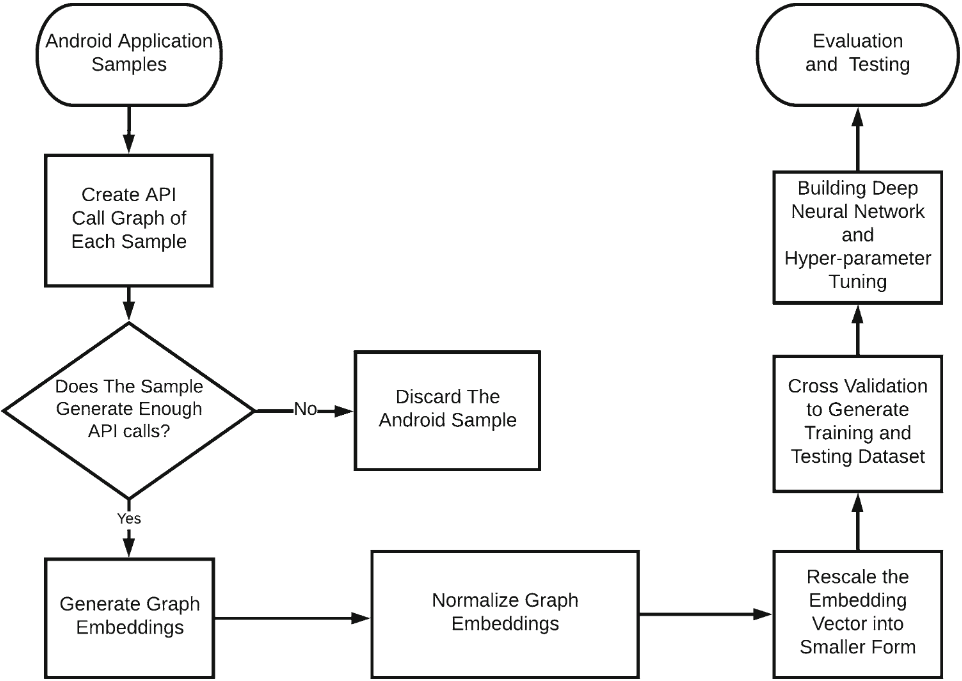 Android Application
Samples
Create API
Call Graph of
Each Sample
Does The Sample
Generate Enough
API calls?
No
Discard The
Android Sample
Yes
Generate Graph
Embeddings
Normalize Graph
Embeddings
Rescale the
Embedding
Vector into
Smaller Form
Cross Validation
to Generate
Training and
Testing Dataset
Building Deep
Neural Network
and
Hyper-parameter
Tuning
Evaluation
and Testing